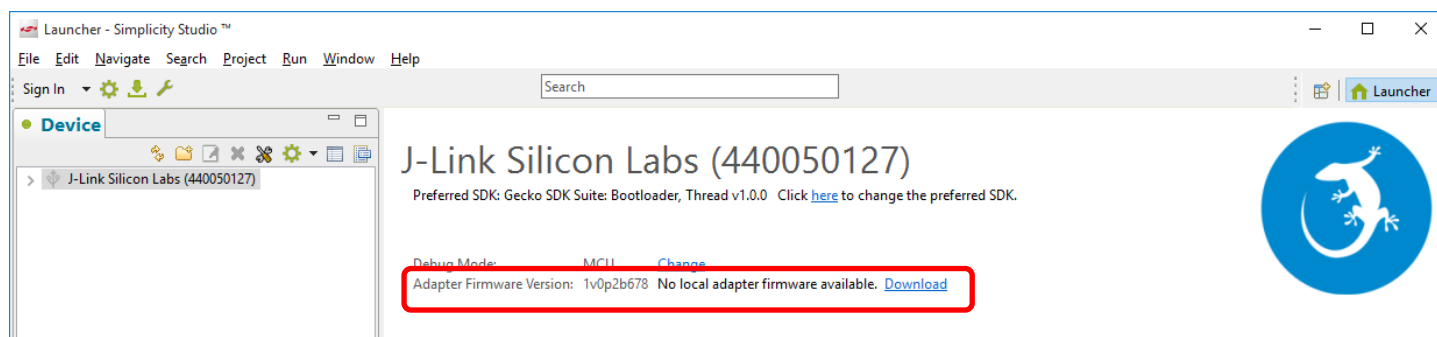 Launcher - Simplicity Studio ™
File Edit Navigate Search Project Run Window Help
Sign In
Search
Launcher
Device
J-Link Silicon Labs (440050127)
J-Link Silicon Labs (440050127)
Preferred SDK: Gecko SDK Suite: Bootloader, Thread v1.0.0 Click here to change the preferred SDK.
Debug Mode: MCU Change
Adapter Firmware Version: 1v0p2b678 No local adapter firmware available. Download